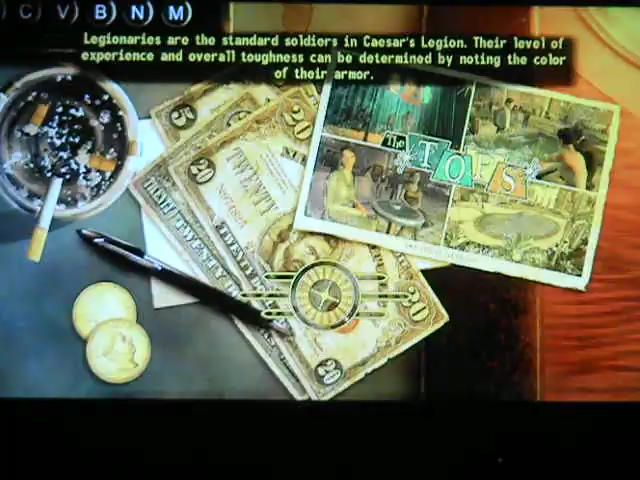 C) V) B) N) M)
Legionaries are the standard soldiers in Caesar's Legion. Their level of
experience and overall toughness can be determined by noting the color
of their armor.
5
20
The
TOPS
20
TWENTY
TWENTY
20
20